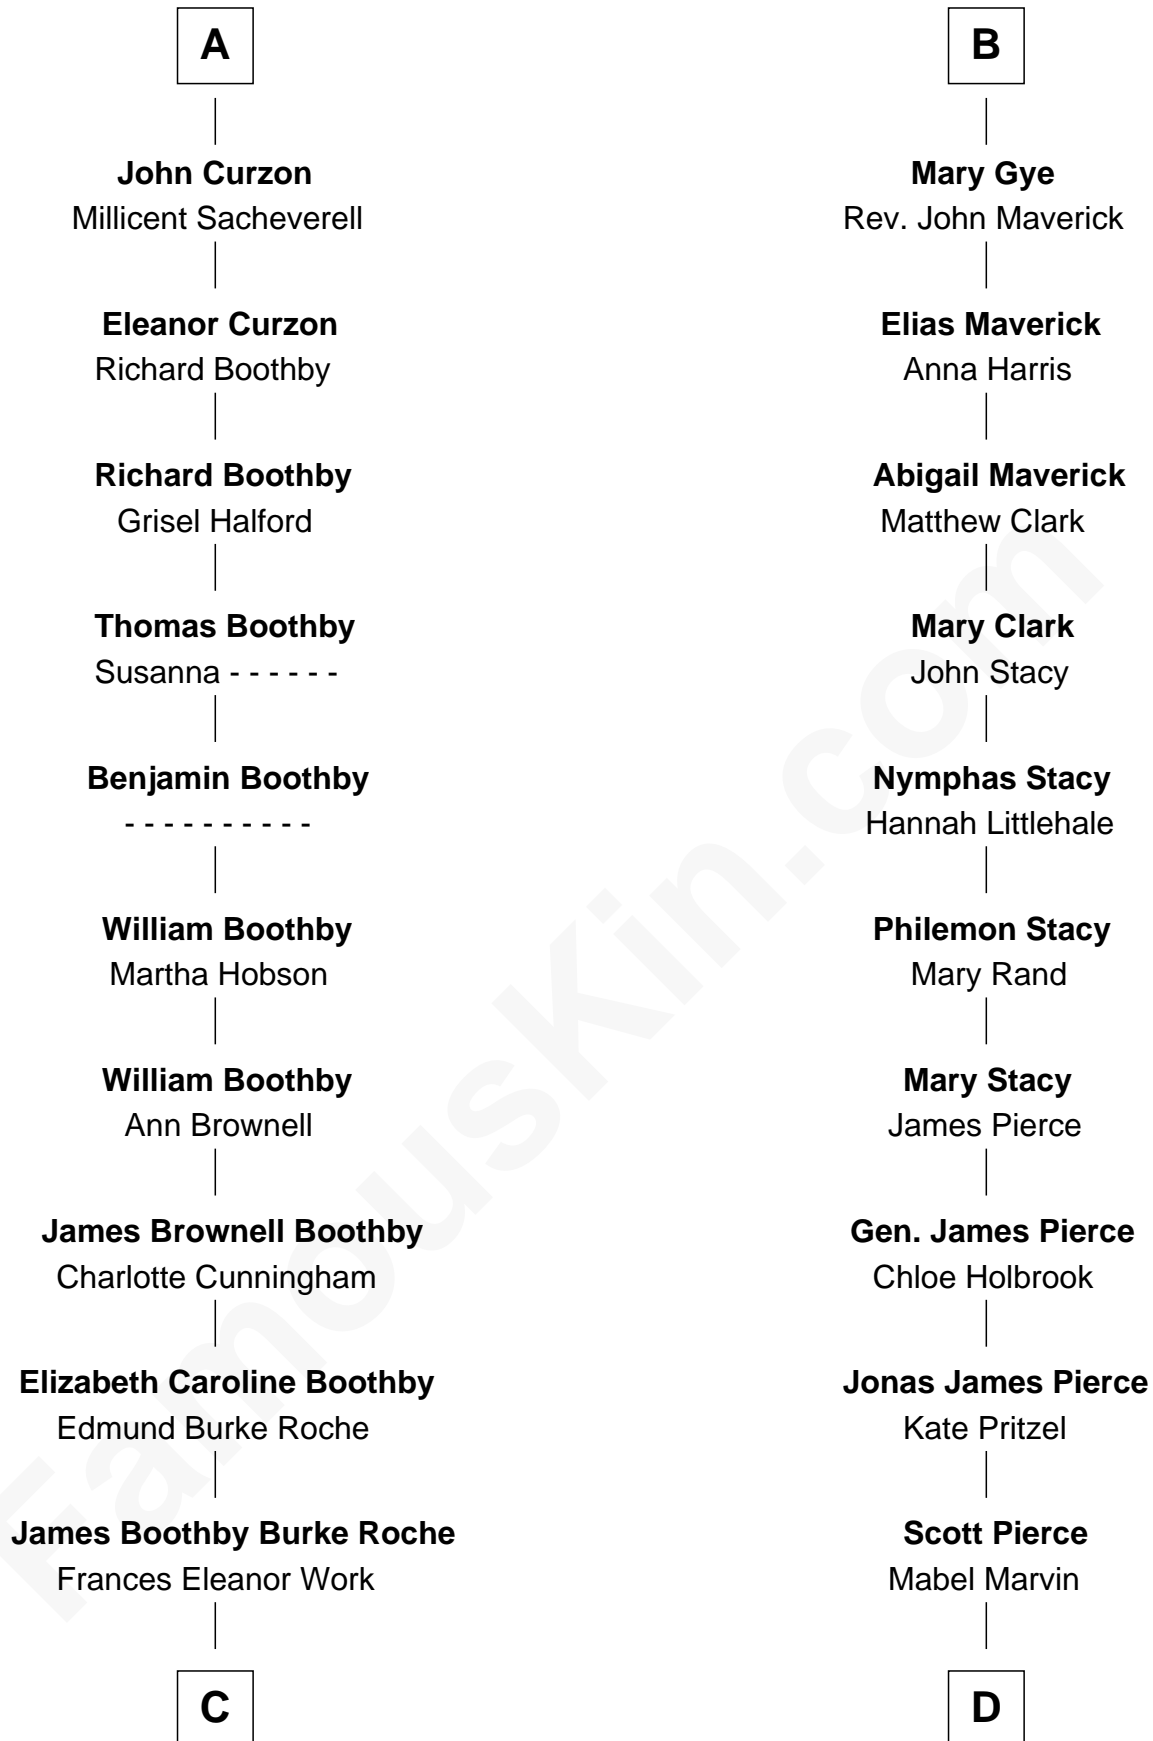 A
John Curzon
Millicent Sacheverell
Eleanor Curzon
Richard Boothby
Richard Boothby
Grisel Halford
Thomas Boothby
Susanna - - - - - -
Benjamin Boothby
- - - - - - - - - -
William Boothby
Martha Hobson
William Boothby
Ann Brownell
James Brownell Boothby
Charlotte Cunningham
Elizabeth Caroline Boothby
Edmund Burke Roche
James Boothby Burke Roche
Frances Eleanor Work
C
B
Mary Gye
Rev. John Maverick
Elias Maverick
Anna Harris
Abigail Maverick
Matthew Clark
Mary Clark
John Stacy
Nymphas Stacy
Hannah Littlehale
Philemon Stacy
Mary Rand
Mary Stacy
James Pierce
Gen. James Pierce
Chloe Holbrook
Jonas James Pierce
Kate Pritzel
Scott Pierce
Mabel Marvin
D
FamousKin.com